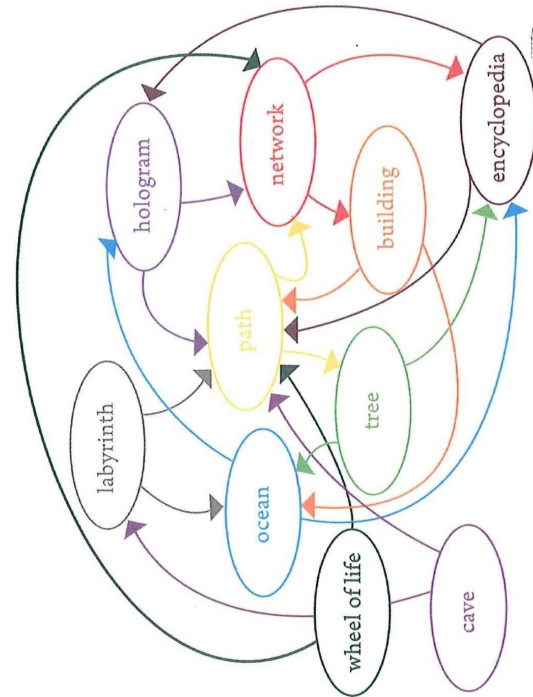 labyrinth
hologram
ocean
path
network
wheel of life
tree
building
cave
encyclopedia